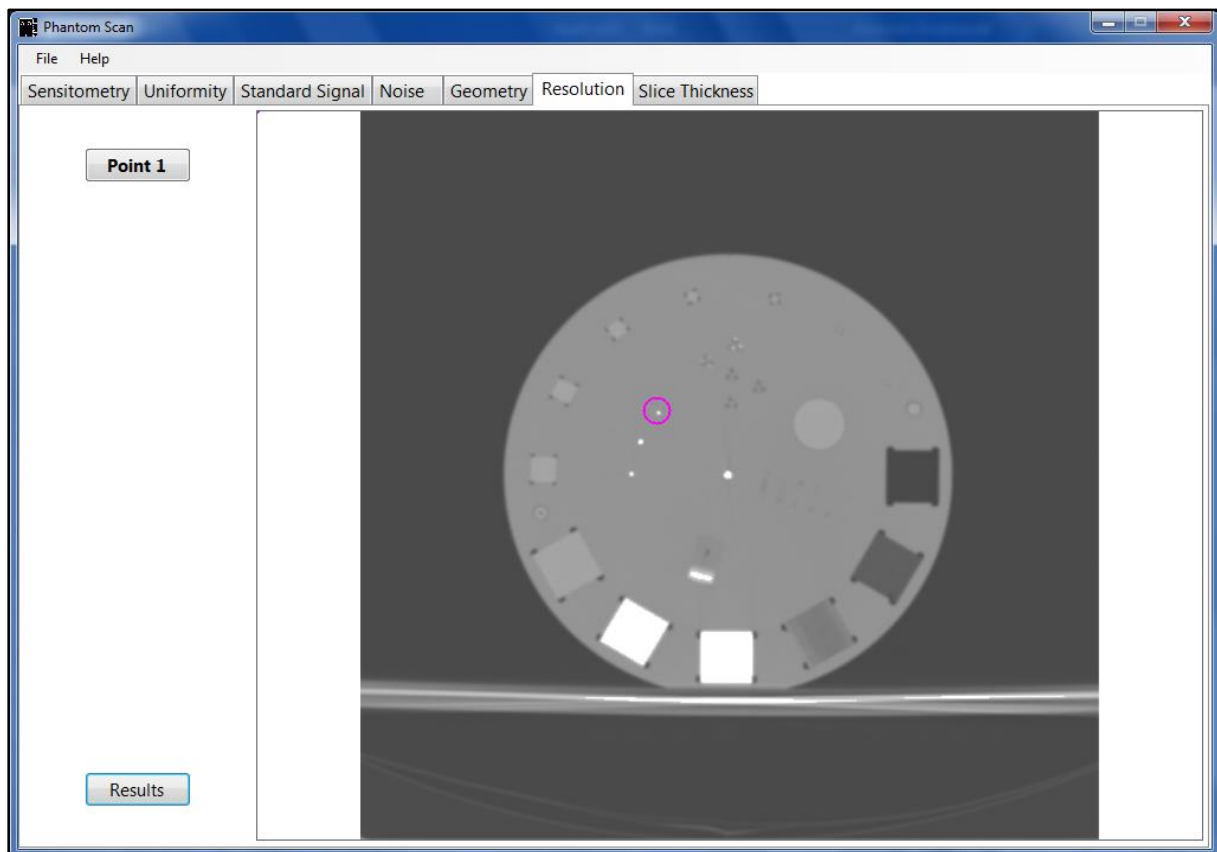 Phantom Scan
File Help
Sensitometry Uniformity Standard Signal Noise Geometry Resolution Slice Thickness
Point 1
Results